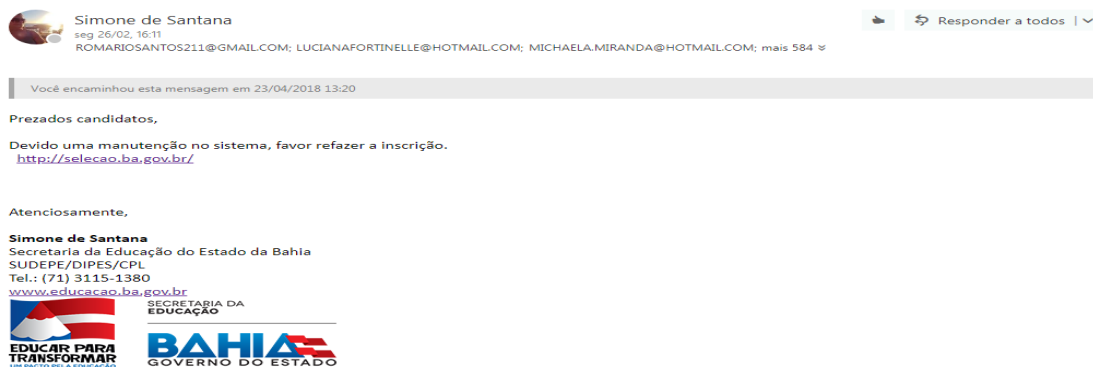 Simone de Santana
seg 26/02, 16:11
ROMARIOSANTOS211@GMAIL.COM; LUCIANAFORTINELLE@HOTMAIL.COM; MICHAELA.MIRANDA@HOTMAIL.COM; mais 584
Responder a todos |
Você encaminhou esta mensagem em 23/04/2018 13:20
Prezados candidatos,
Devido uma manutenção no sistema, favor refazer a inscrição.
http://selecao.ba.gov.br/
Atenciosamente,
Simone de Santana
Secretaria da Educação do Estado da Bahia
SUDEPE/DIPES/CPL
Tel.: (71) 3115-1380
www.educacao.ba.gov.br
EDUCAR PARA
TRANSFORMAR
UM PACTO PELA EDUCAÇÃO
SECRETARIA DA
EDUCAÇÃO
BAHIA
GOVERNO DO ESTADO